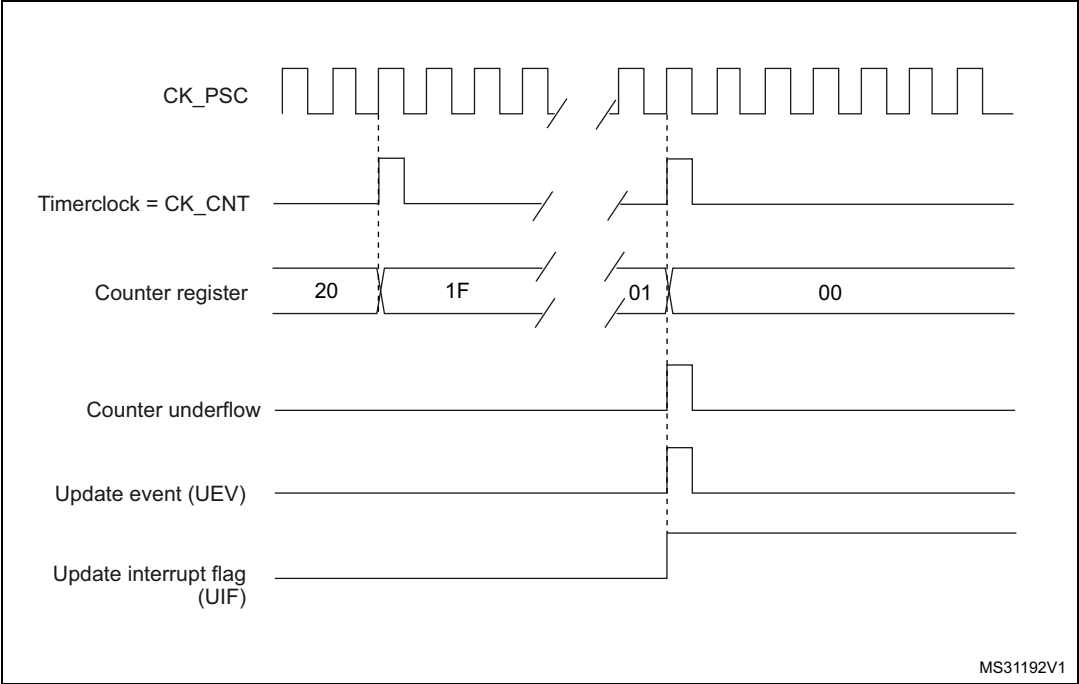 CK_PSC
Timerclock = CK_CNT
Counter register
20
1F
01
00
Counter underflow
Update event (UEV)
Update interrupt flag
(UIF)
MS31192V1